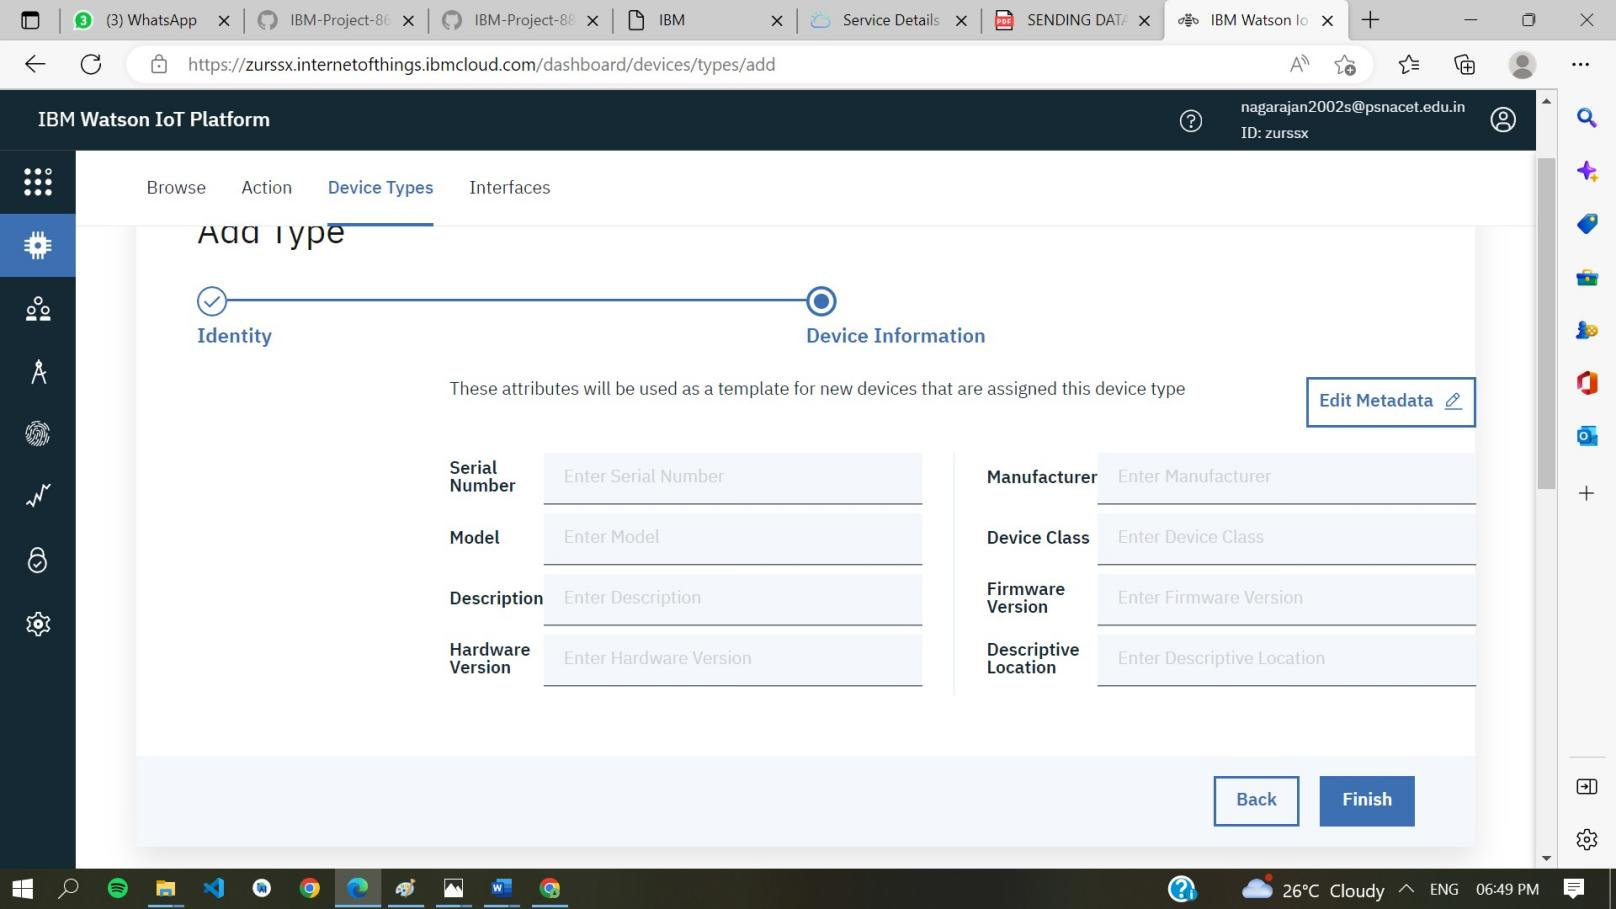 (3) WhatsApp
IBM-Project-86
IBM-Project-88
IBM
Service Details
SENDING DATA
IBM Watson Io
https://zurssx.internetofthings.ibmcloud.com/dashboard/devices/types/add
IBM Watson IoT Platform
nagarajan2002s@psnacet.edu.in
ID: zurssx
Browse
Action
Device Types
Interfaces
Add Type
Identity
Device Information
These attributes will be used as a template for new devices that are assigned this device type
Edit Metadata
Serial
Number
Enter Serial Number
Manufacturer
Enter Manufacturer
Model
Enter Model
Device Class
Enter Device Class
Description
Enter Description
Firmware
Version
Enter Firmware Version
Hardware
Version
Enter Hardware Version
Descriptive
Location
Enter Descriptive Location
Back
Finish
26°C Cloudy
ENG
06:49 PM